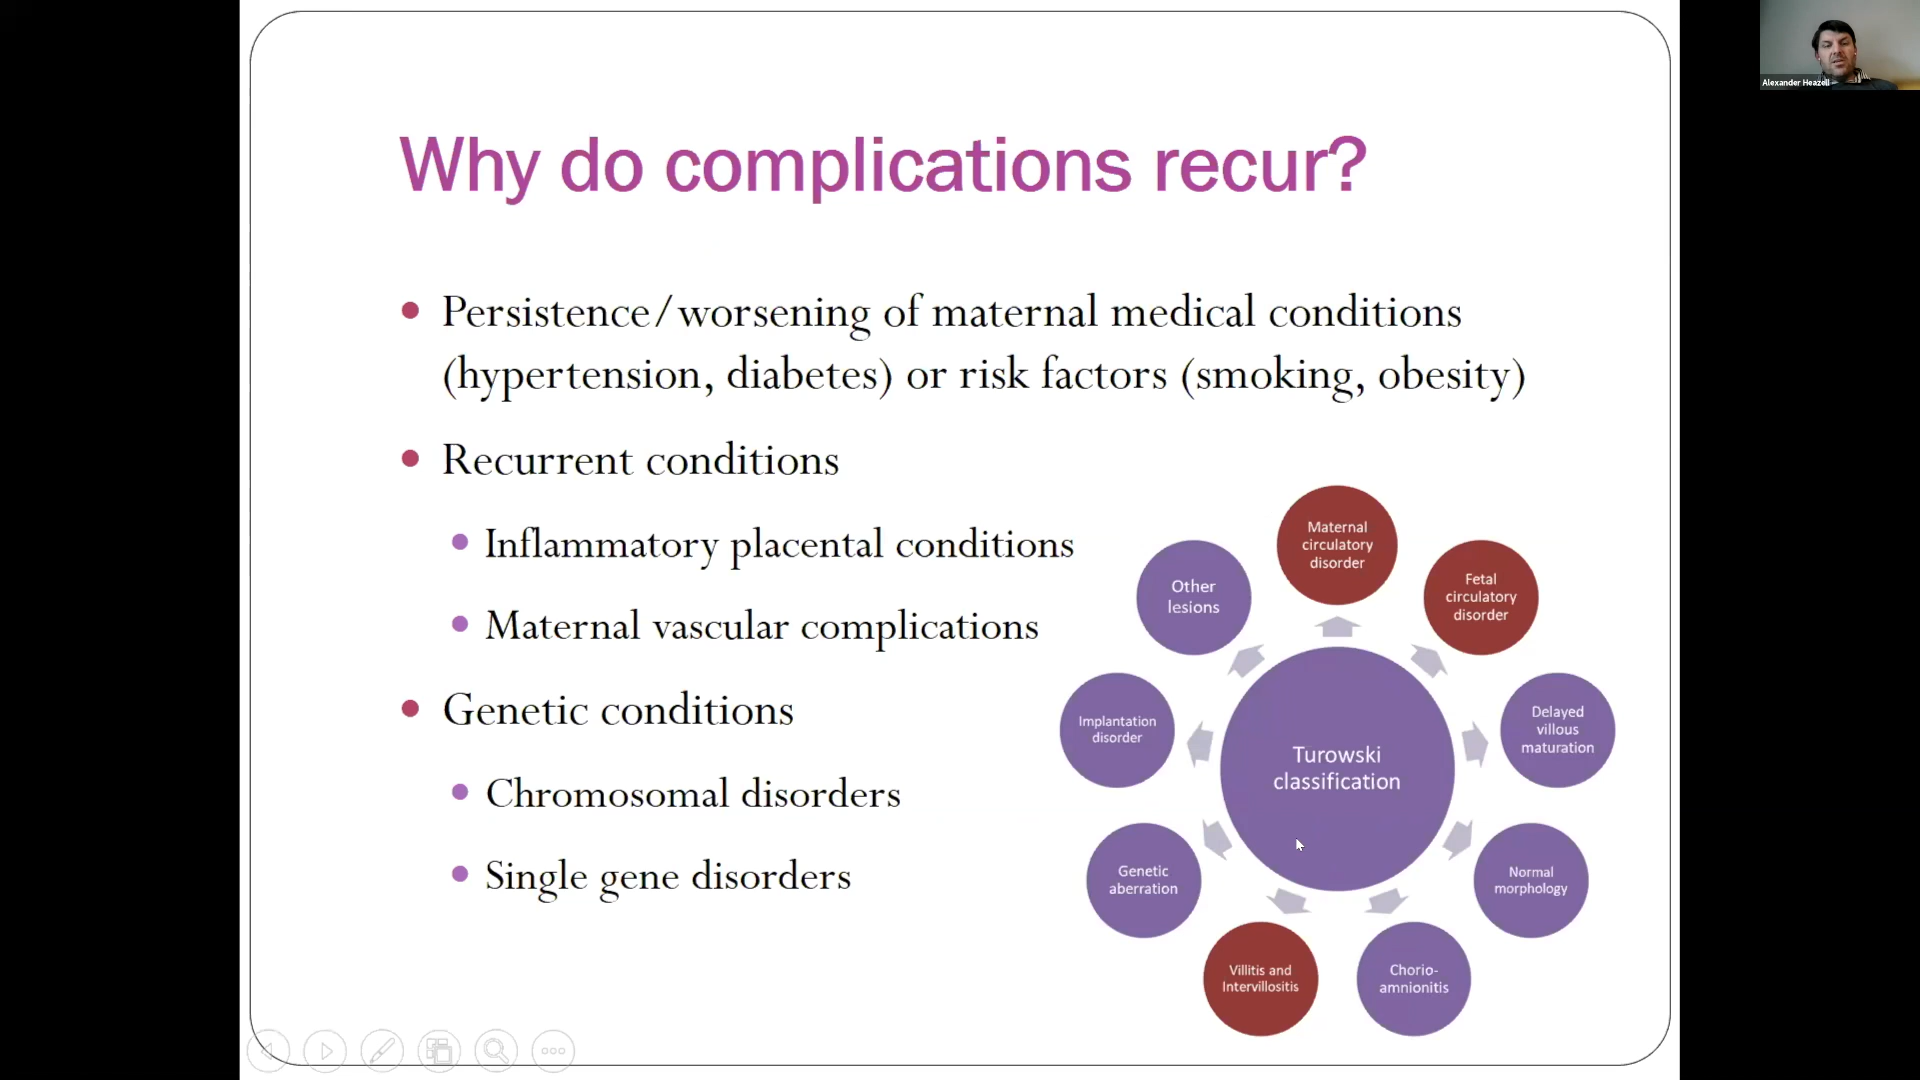 Alexander Heazell
Why do complications recur?
Persistence/worsening of maternal medical conditions
(hypertension, diabetes) or risk factors (smoking, obesity)
Recurrent conditions
Inflammatory placental conditions
Maternal vascular complications
Genetic conditions
Chromosomal disorders
Single gene disorders
Maternal
circulatory
disorder
Fetal
circulatory
disorder
Delayed
villous
maturation
Normal
morphology
Chorio-
amnionitis
Villitis and
Intervillositis
Genetic
aberration
Implantation
disorder
Other
lesions
Turowski
classification